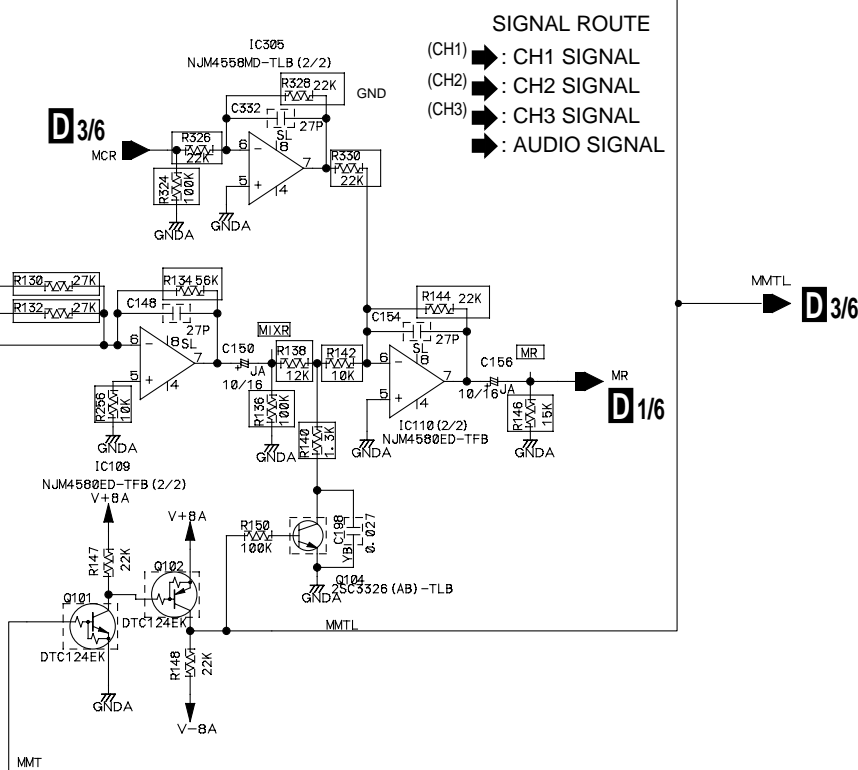 SIGNAL ROUTE
(CH1) : CH1 SIGNAL
(CH2) : CH2 SIGNAL
(CH3) : CH3 SIGNAL
: AUDIO SIGNAL
IC305
NJM4558MD-TLB (2/2)
R328 22K
GND
C332
27P
SL
D 3/6
MCR
R326
22K
6
8
7
5
4
R330
22K
R324
100K
GNDA
GNDA
R130 27K
R132 27K
R134 56K
C148
27P
SL
6
8
7
5
4
R256
10K
GNDA
IC109
NJM4580ED-TFB (2/2)
C150
10/16
JA
MIXR
R138
12K
R136
100K
GNDA
R142
10K
R140
1.3K
R144 22K
C154
27P
SL
6
8
7
5
4
GNDA
IC110 (2/2)
NJM4580ED-TFB
C156
10/16
JA
MR
R146
15K
GNDA
MR
D 1/6
MMTL
D 3/6
V+8A
R147
22K
Q101
DTC124EK
GNDA
V+8A
Q102
DTC124EK
R148
22K
V-8A
R150
100K
C198
0.027
YB
GNDA
Q104
2SC3326 (AB) -TLB
MMTL
MMT